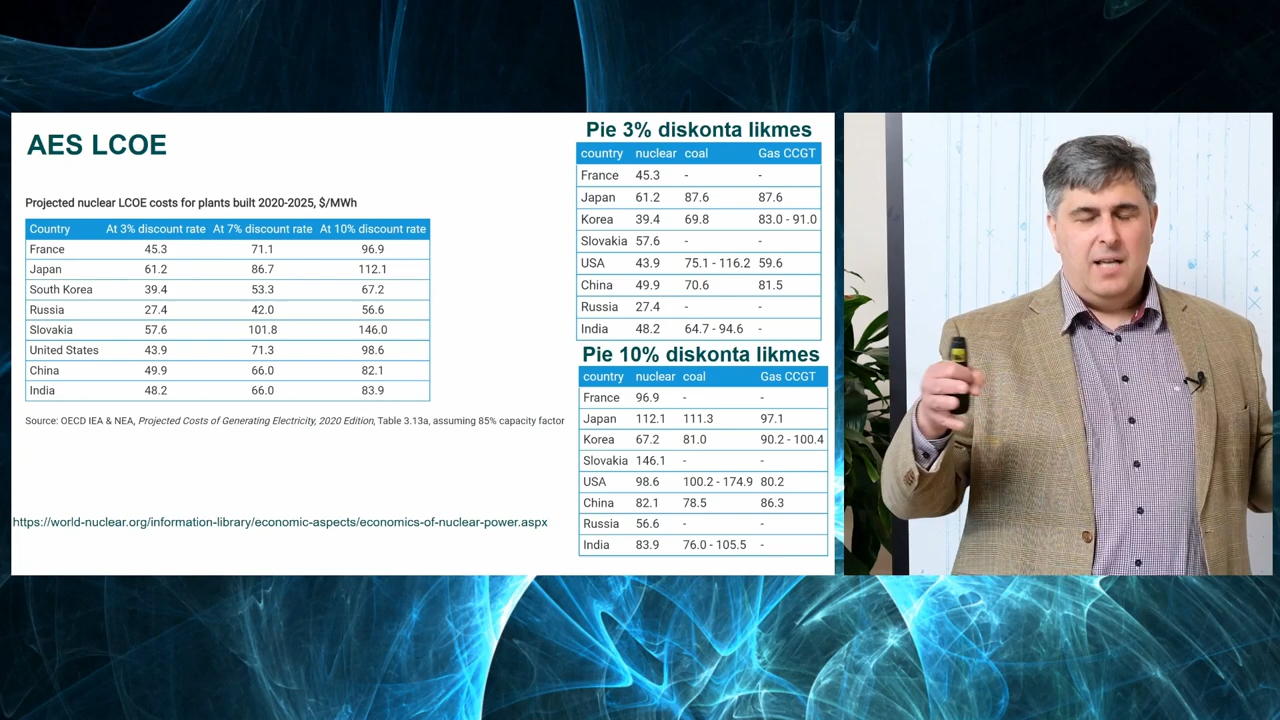 AES LCOE
Projected nuclear LCOE costs for plants built 2020-2025, $/MWh
Country At 3% discount rate At 7% discount rate At 10% discount rate
France 45.3 71.1 96.9
Japan 61.2 86.7 112.1
South Korea 39.4 53.3 67.2
Russia 27.4 42.0 56.6
Slovakia 57.6 101.8 146.0
United States 43.9 71.3 98.6
China 49.9 66.0 82.1
India 48.2 66.0 83.9
Source: OECD IEA & NEA, Projected Costs of Generating Electricity, 2020 Edition, Table 3.13a, assuming 85% capacity factor
https://world-nuclear.org/information-library/economic-aspects/economics-of-nuclear-power.aspx
Pie 3% diskonta likmes
country nuclear coal Gas CCGT
France 45.3 - -
Japan 61.2 87.6 87.6
Korea 39.4 69.8 83.0 - 91.0
Slovakia 57.6 - -
USA 43.9 75.1 - 116.2 59.6
China 49.9 70.6 81.5
Russia 27.4 - -
India 48.2 64.7 - 94.6 -
Pie 10% diskonta likmes
country nuclear coal Gas CCGT
France 96.9 - -
Japan 112.1 111.3 97.1
Korea 67.2 81.0 90.2 - 100.4
Slovakia 146.1 - -
USA 98.6 100.2 - 174.9 80.2
China 82.1 78.5 86.3
Russia 56.6 - -
India 83.9 76.0 - 105.5 -